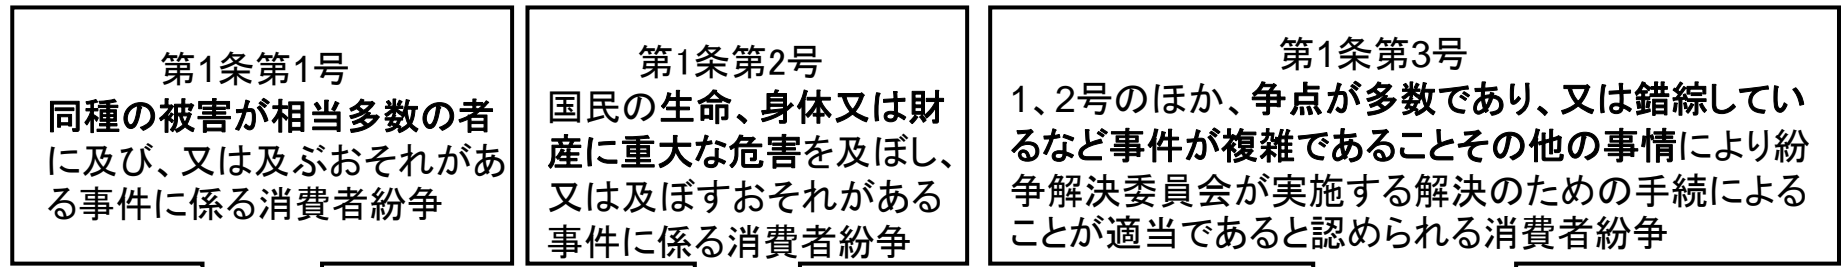 第1条第1号
同種の被害が相当多数の者
に及び、又は及ぶおそれがあ
る事件に係る消費者紛争
第1条第2号
国民の生命、身体又は財
産に重大な危害を及ぼし、
又は及ぼすおそれがある
事件に係る消費者紛争
第1条第3号
1、2号のほか、争点が多数であり、又は錯綜してい
るなど事件が複雑であることその他の事情により紛
争解決委員会が実施する解決のための手続による
ことが適当であると認められる消費者紛争